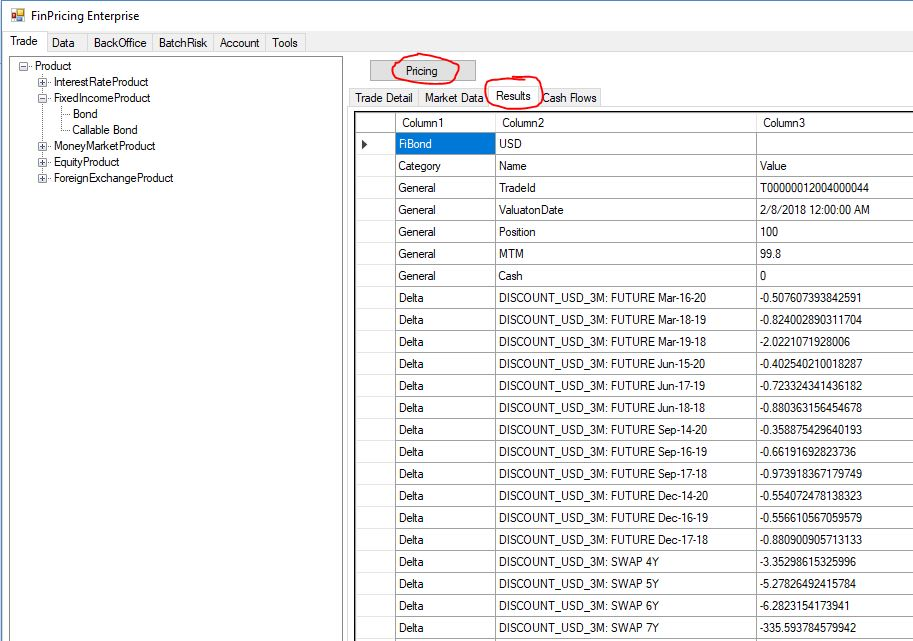 FinPricing Enterprise
Trade Data BackOffice BatchRisk Account Tools
Product
InterestRateProduct
FixedIncomeProduct
Bond
Callable Bond
MoneyMarketProduct
EquityProduct
ForeignExchangeProduct
Pricing
Trade Detail Market Data Results Cash Flows
Column1 Column2 Column3
FiBond USD
Category Name Value
General TradeId T00000012004000044
General ValuatonDate 2/8/2018 12:00:00 AM
General Position 100
General MTM 99.8
General Cash 0
Delta DISCOUNT_USD_3M: FUTURE Mar-16-20 -0.507607393842591
Delta DISCOUNT_USD_3M: FUTURE Mar-18-19 -0.824002890311704
Delta DISCOUNT_USD_3M: FUTURE Mar-19-18 -2.0221071928006
Delta DISCOUNT_USD_3M: FUTURE Jun-15-20 -0.402540210018287
Delta DISCOUNT_USD_3M: FUTURE Jun-17-19 -0.723324341436182
Delta DISCOUNT_USD_3M: FUTURE Jun-18-18 -0.880363156454678
Delta DISCOUNT_USD_3M: FUTURE Sep-14-20 -0.358875429640193
Delta DISCOUNT_USD_3M: FUTURE Sep-16-19 -0.66191692823736
Delta DISCOUNT_USD_3M: FUTURE Sep-17-18 -0.973918367179749
Delta DISCOUNT_USD_3M: FUTURE Dec-14-20 -0.554072478138323
Delta DISCOUNT_USD_3M: FUTURE Dec-16-19 -0.556610567059579
Delta DISCOUNT_USD_3M: FUTURE Dec-17-18 -0.880900905713133
Delta DISCOUNT_USD_3M: SWAP 4Y -3.35298615325996
Delta DISCOUNT_USD_3M: SWAP 5Y -5.27826492415784
Delta DISCOUNT_USD_3M: SWAP 6Y -6.2823154173941
Delta DISCOUNT_USD_3M: SWAP 7Y -335.593784579942